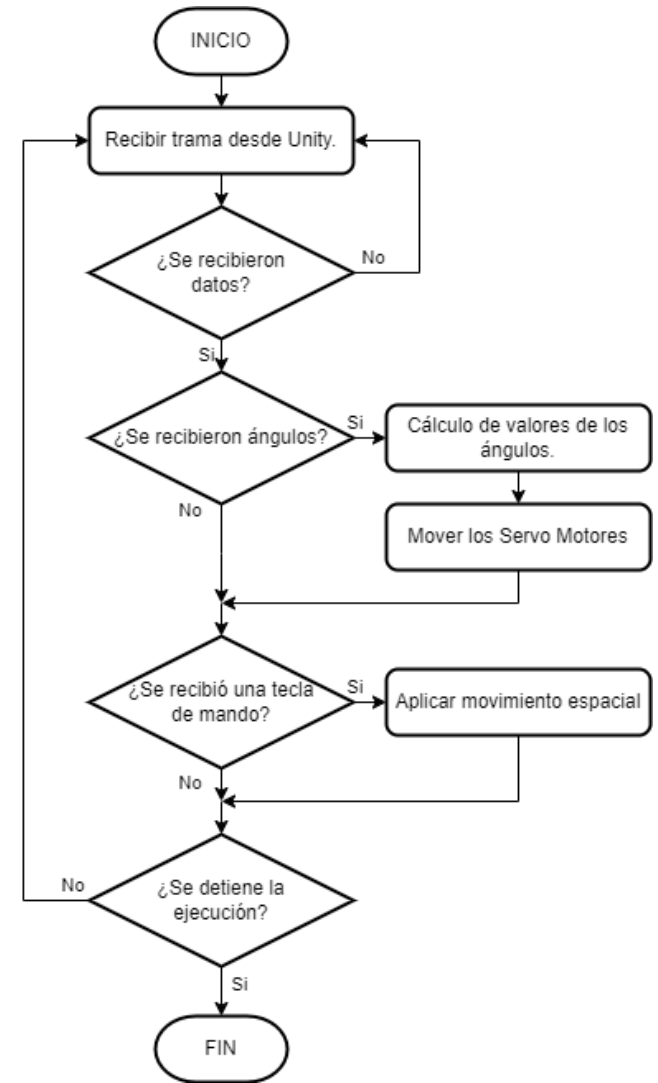 INICIO
Recibir trama desde Unity.
¿Se recibieron
datos?
No
Si
¿Se recibieron ángulos?
Si
Cálculo de valores de los
ángulos.
No
Mover los Servo Motores
¿Se recibió una tecla
de mando?
Si
Aplicar movimiento espacial
No
¿Se detiene la
ejecución?
No
Si
FIN